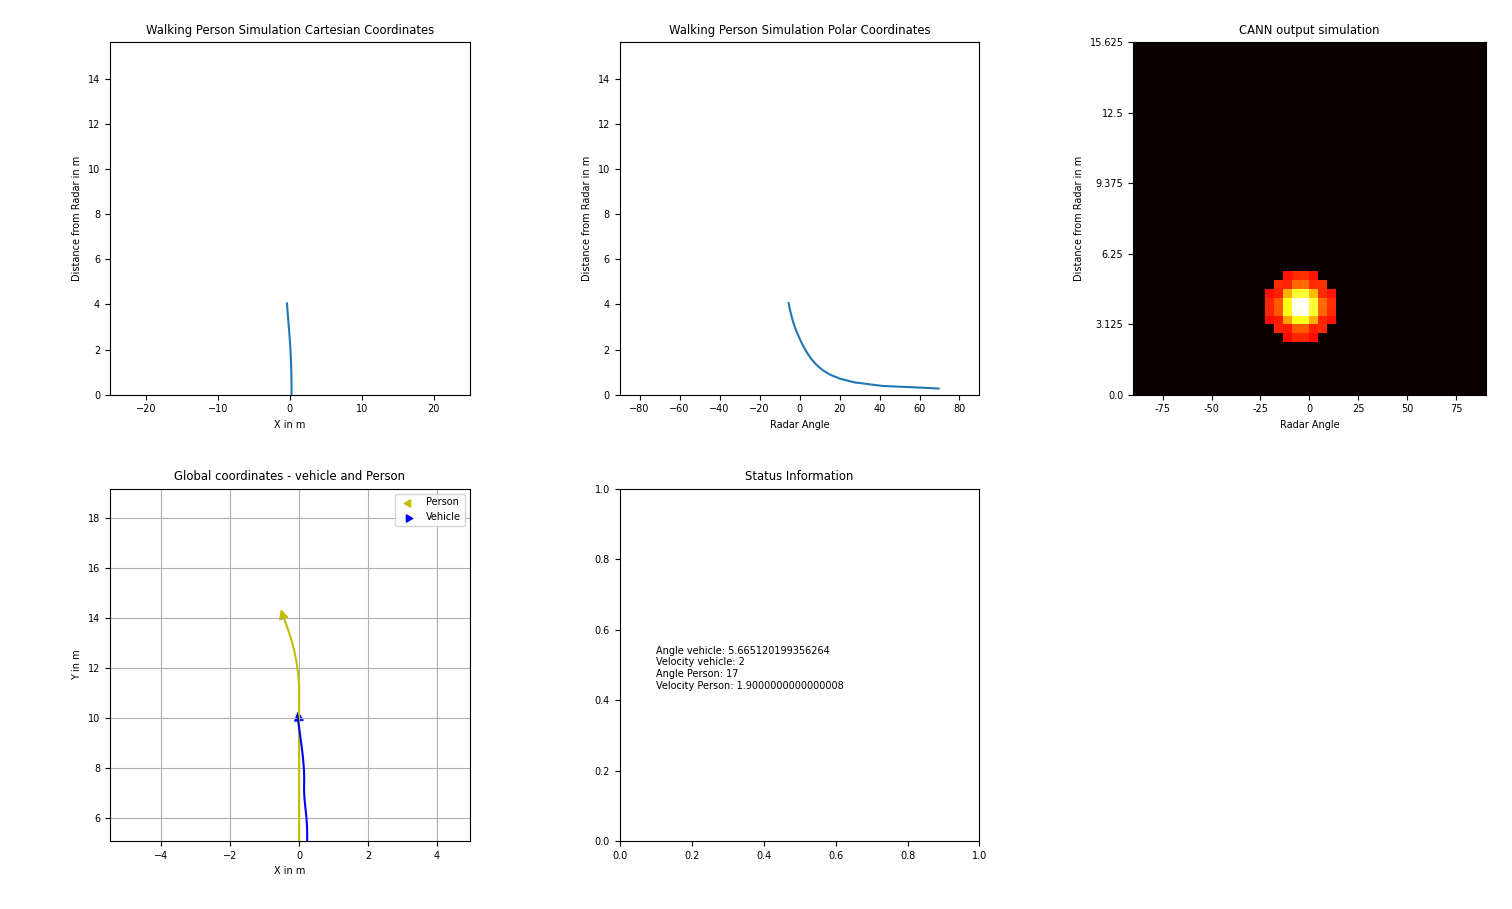 Walking Person Simulation Cartesian Coordinates
Distance from Radar in m
14
12
10
8
6
4
2
0
−20 −10 0 10 20
X in m
Walking Person Simulation Polar Coordinates
Distance from Radar in m
14
12
10
8
6
4
2
0
−80 −60 −40 −20 0 20 40 60 80
Radar Angle
CANN output simulation
Distance from Radar in m
15.625
12.5
9.375
6.25
3.125
0.0
-75 -50 -25 0 25 50 75
Radar Angle
Global coordinates - vehicle and Person
Person
Vehicle
Y in m
18
16
14
12
10
8
6
−4 −2 0 2 4
X in m
Status Information
1.0
0.8
0.6
Angle vehicle: 5.665120199356264
Velocity vehicle: 2
Angle Person: 17
Velocity Person: 1.9000000000000008
0.4
0.2
0.0
0.0 0.2 0.4 0.6 0.8 1.0